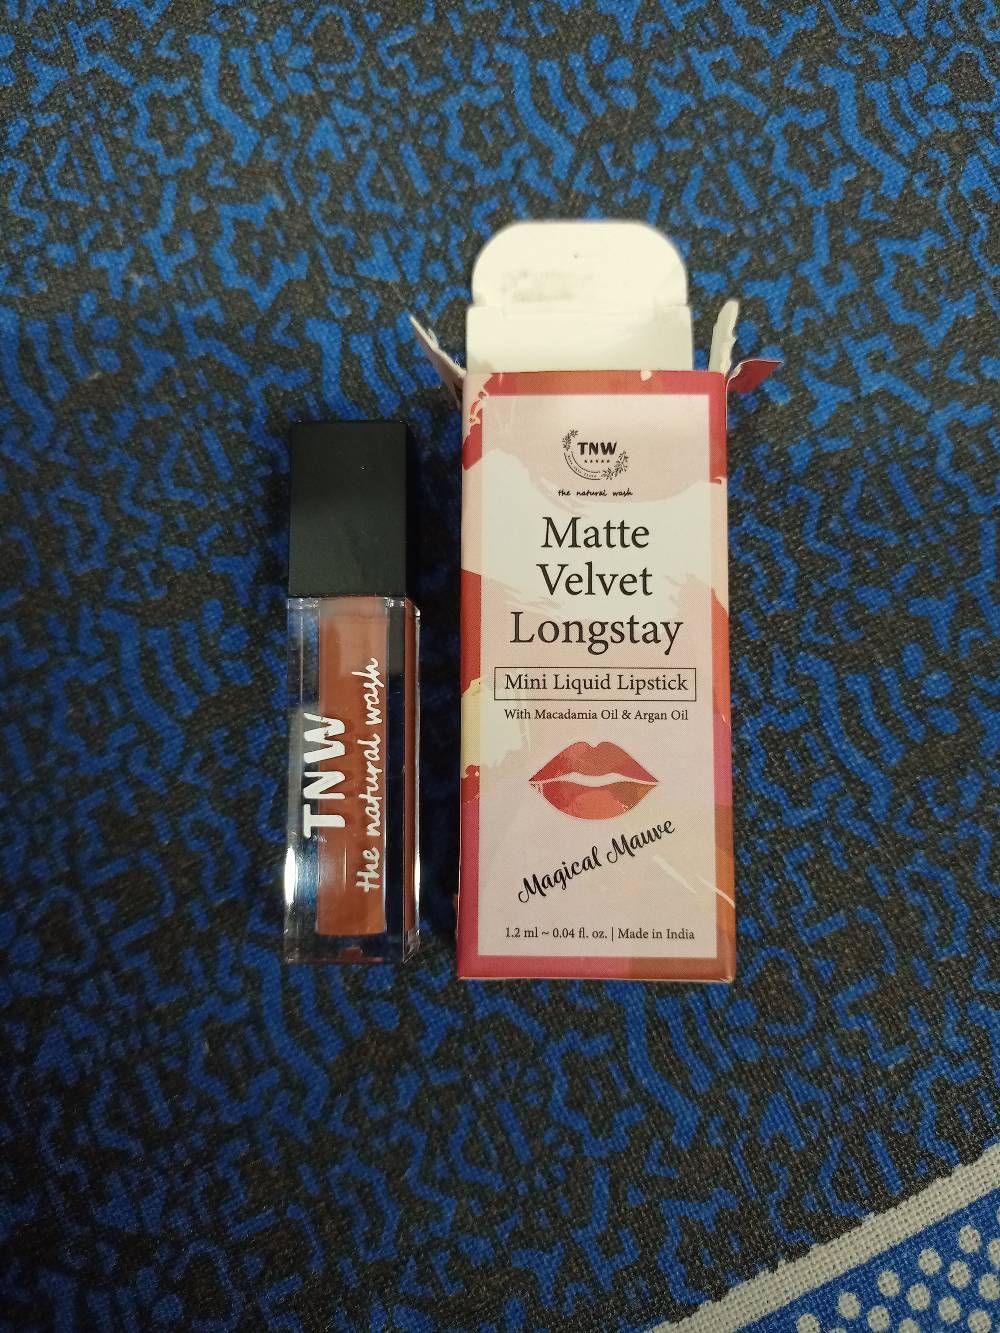 TNW
the natural wash
TNW
the natural wash
Matte
Velvet
Longstay
Mini Liquid Lipstick
With Macadamia Oil & Argan Oil
Magical Mauve
1.2 ml ~ 0.04 fl. oz. | Made in India